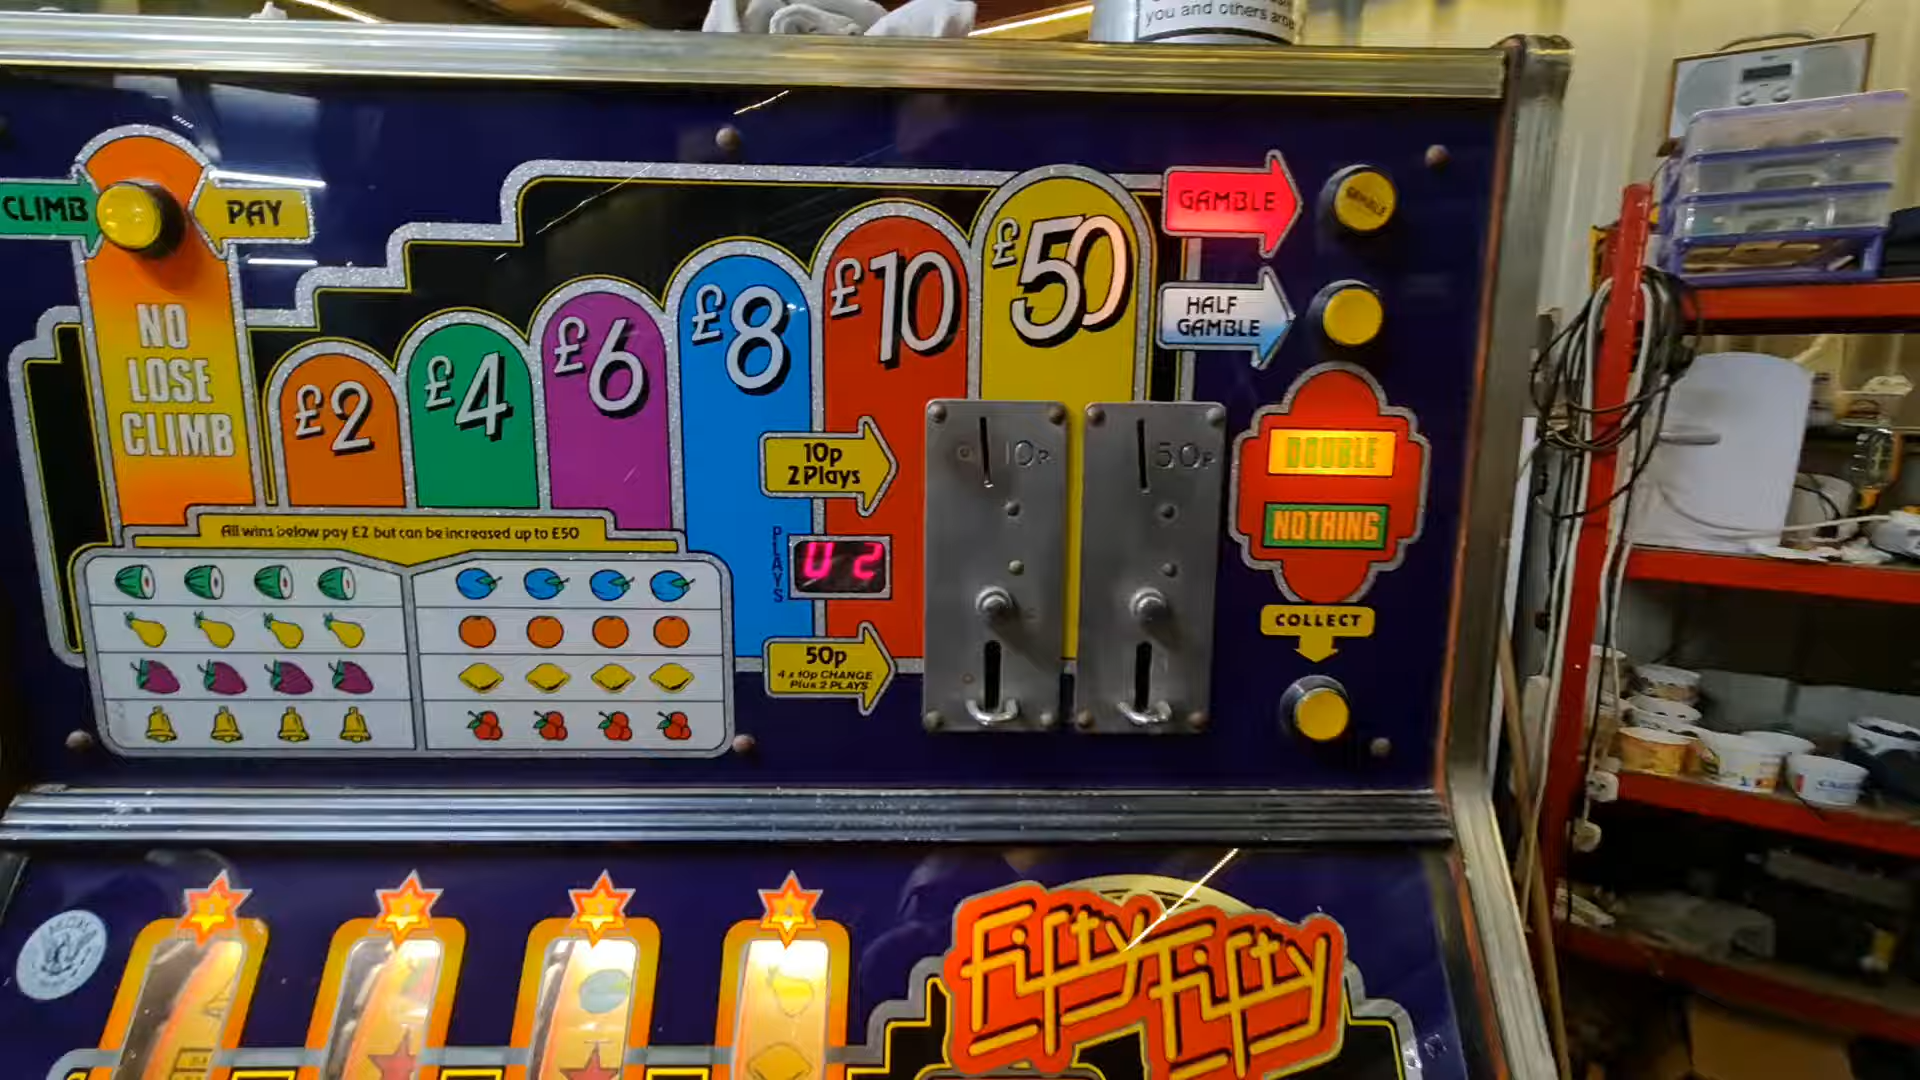 you and others
CLIMB
PAY
NO
LOSE
CLIMB
£2
£4
£6
£8
£10
£50
GAMBLE
GAMBLE
HALF
GAMBLE
10p
2 Plays
10P
50P
DOUBLE
NOTHING
All wins below pay £2 but can be increased up to £50
PLAYS
U 2
50p
4 x 10p CHANGE
Plus 2 PLAYS
COLLECT
Fifty
Fifty